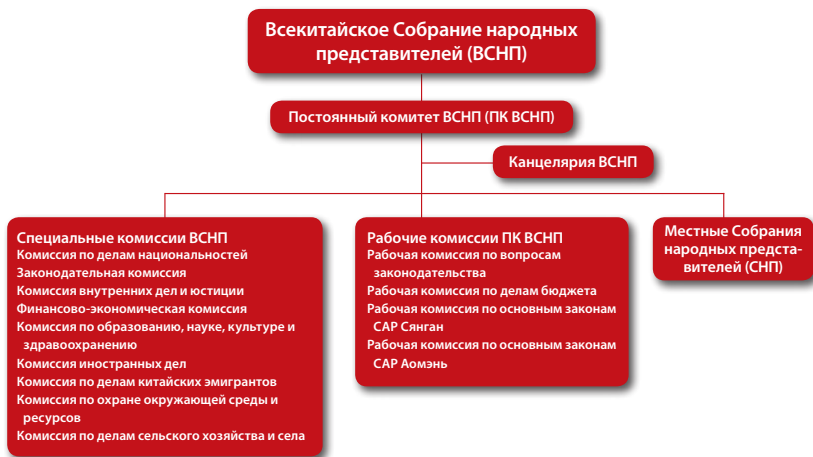 Всекитайское Собрание народных
представителей (ВСНП)
Постоянный комитет ВСНП (ПК ВСНП)
Канцелярия ВСНП
Специальные комиссии ВСНП
Комиссия по делам национальностей
Законодательная комиссия
Комиссия внутренних дел и юстиции
Финансово-экономическая комиссия
Комиссия по образованию, науке, культуре и
здравоохранению
Комиссия иностранных дел
Комиссия по делам китайских эмигрантов
Комиссия по охране окружающей среды и
ресурсов
Комиссия по делам сельского хозяйства и села
Рабочие комиссии ПК ВСНП
Рабочая комиссия по вопросам
законодательства
Рабочая комиссия по делам бюджета
Рабочая комиссия по основным законам
САР Сянган
Рабочая комиссия по основным законам
САР Аомэнь
Местные Собрания
народных предста-
вителей (СНП)